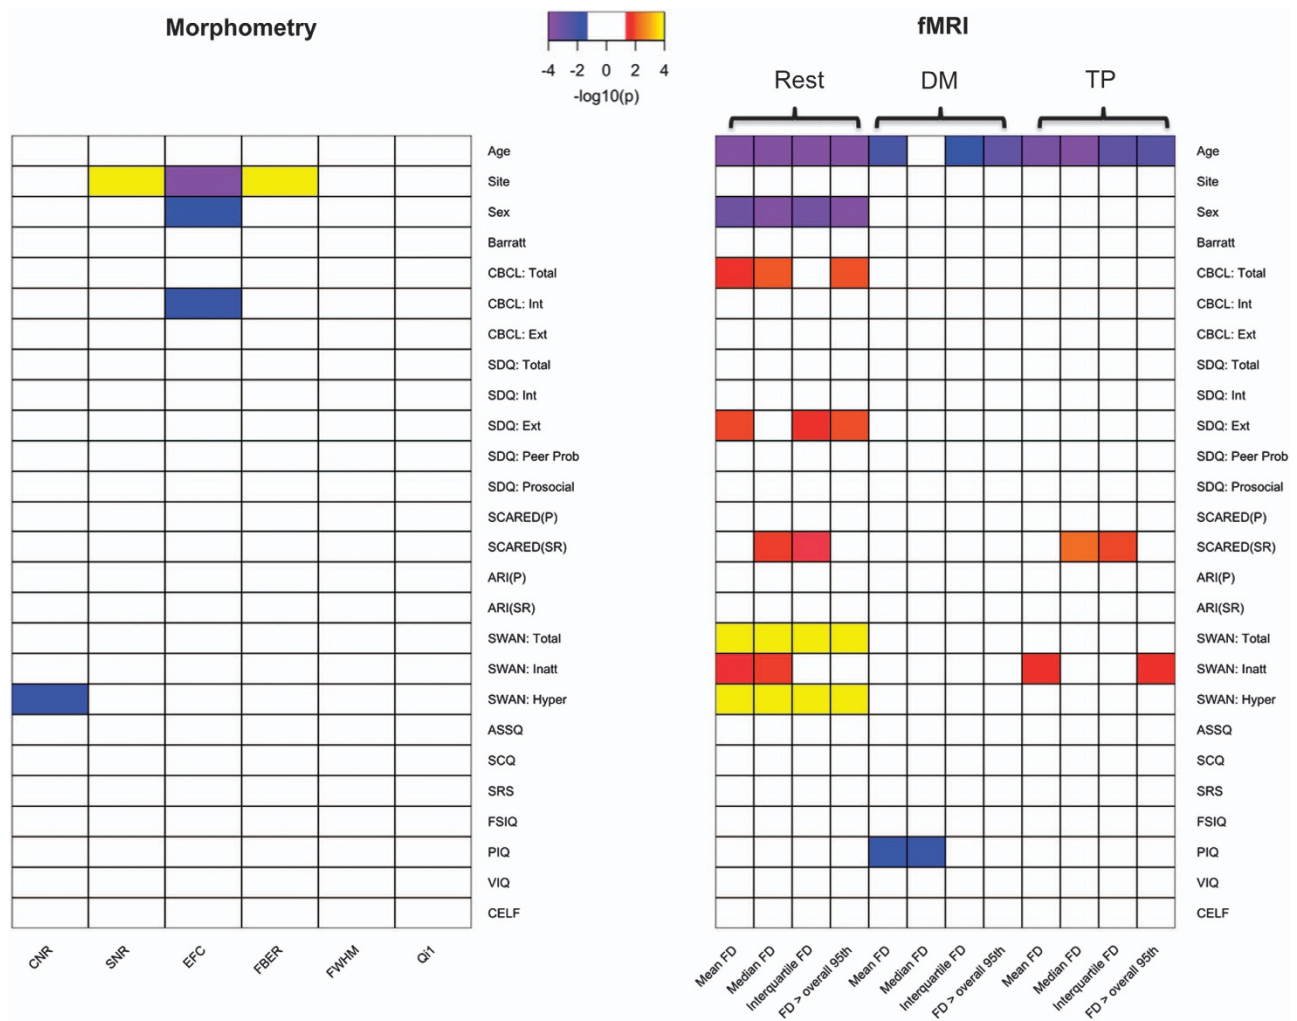 Morphometry
fMRI
-4 -2 0 2 4
-log10(p)
Rest DM TP
Age
Site
Sex
Barratt
CBCL: Total
CBCL: Int
CBCL: Ext
SDQ: Total
SDQ: Int
SDQ: Ext
SDQ: Peer Prob
SDQ: Prosocial
SCARED(P)
SCARED(SR)
ARI(P)
ARI(SR)
SWAN: Total
SWAN: Inatt
SWAN: Hyper
ASSQ
SCQ
SRS
FSIQ
PIQ
VIQ
CELF
CNR
SNR
EFC
FBER
FWHM
Qi1
Age
Site
Sex
Barratt
CBCL: Total
CBCL: Int
CBCL: Ext
SDQ: Total
SDQ: Int
SDQ: Ext
SDQ: Peer Prob
SDQ: Prosocial
SCARED(P)
SCARED(SR)
ARI(P)
ARI(SR)
SWAN: Total
SWAN: Inatt
SWAN: Hyper
ASSQ
SCQ
SRS
FSIQ
PIQ
VIQ
CELF
Mean FD
Median FD
Interquartile FD
FD > overall 95th
Mean FD
Median FD
Interquartile FD
FD > overall 95th
Mean FD
Median FD
Interquartile FD
FD > overall 95th